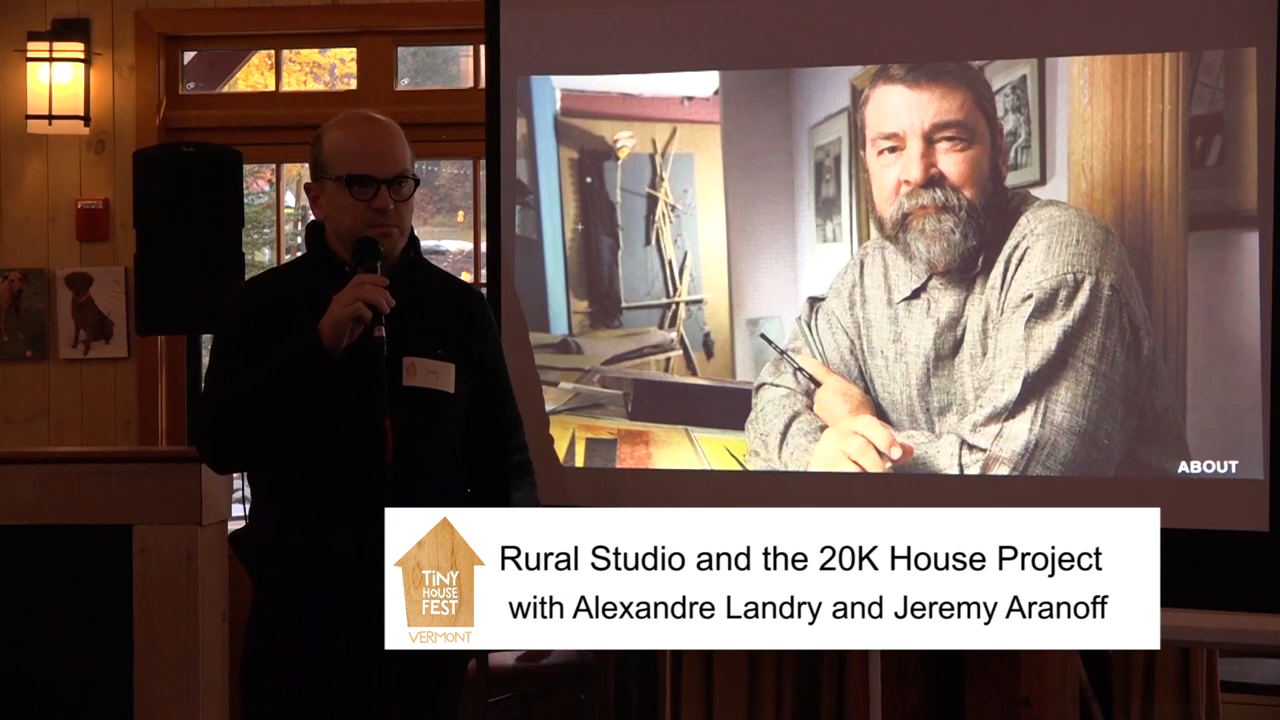 ABOUT
TiNY
HOUSE
FEST
VERMONT
Rural Studio and the 20K House Project
with Alexandre Landry and Jeremy Aranoff